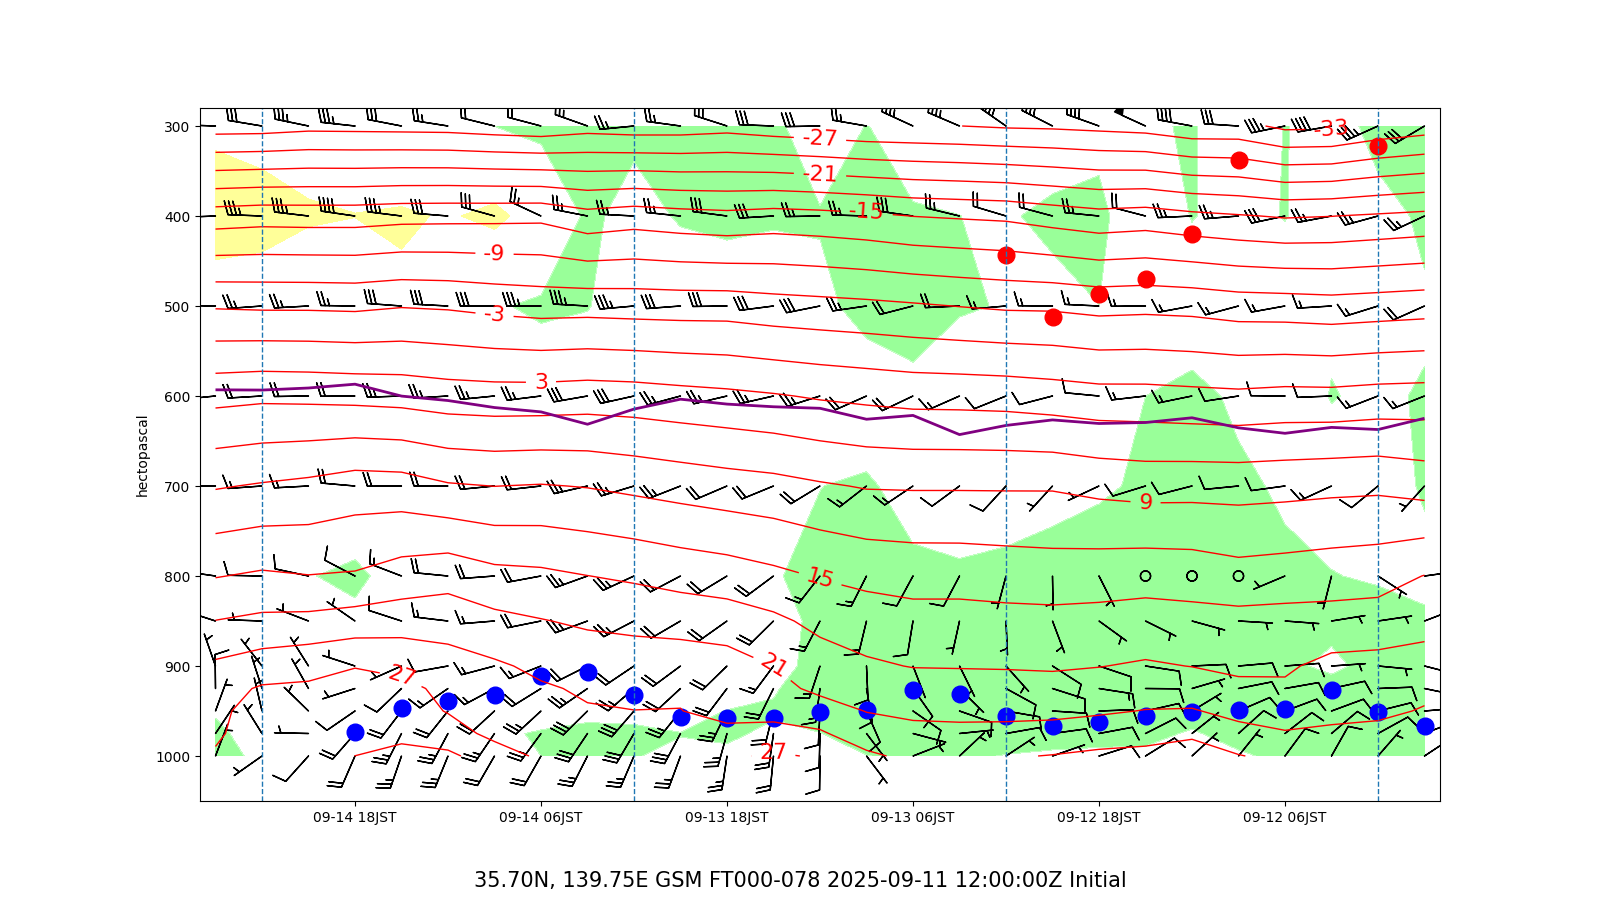 300
400
500
600
700
800
900
1000
hectopascal
-27
-33
-21
-15
-9
-3
3
9
15
21
27
27
09-14 18JST
09-14 06JST
09-13 18JST
09-13 06JST
09-12 18JST
09-12 06JST
35.70N, 139.75E GSM FT000-078 2025-09-11 12:00:00Z Initial